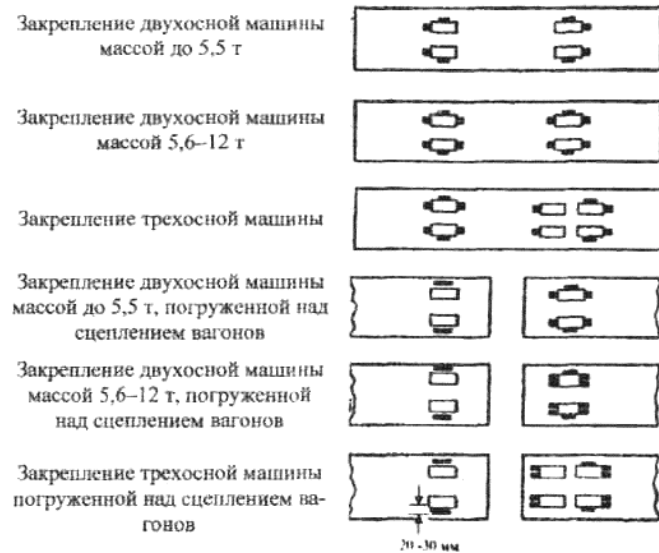 Закрепление двухосной машины
массой до 5,5 т
Закрепление двухосной машины
массой 5,6–12 т
Закрепление трехосной машины
Закрепление двухосной машины
массой до 5,5 т, погруженной над
сцеплением вагонов
Закрепление двухосной машины
массой 5,6–12 т, погруженной
над сцеплением вагонов
Закрепление трехосной машины
погруженной над сцеплением ва-
гонов
20-30 мм